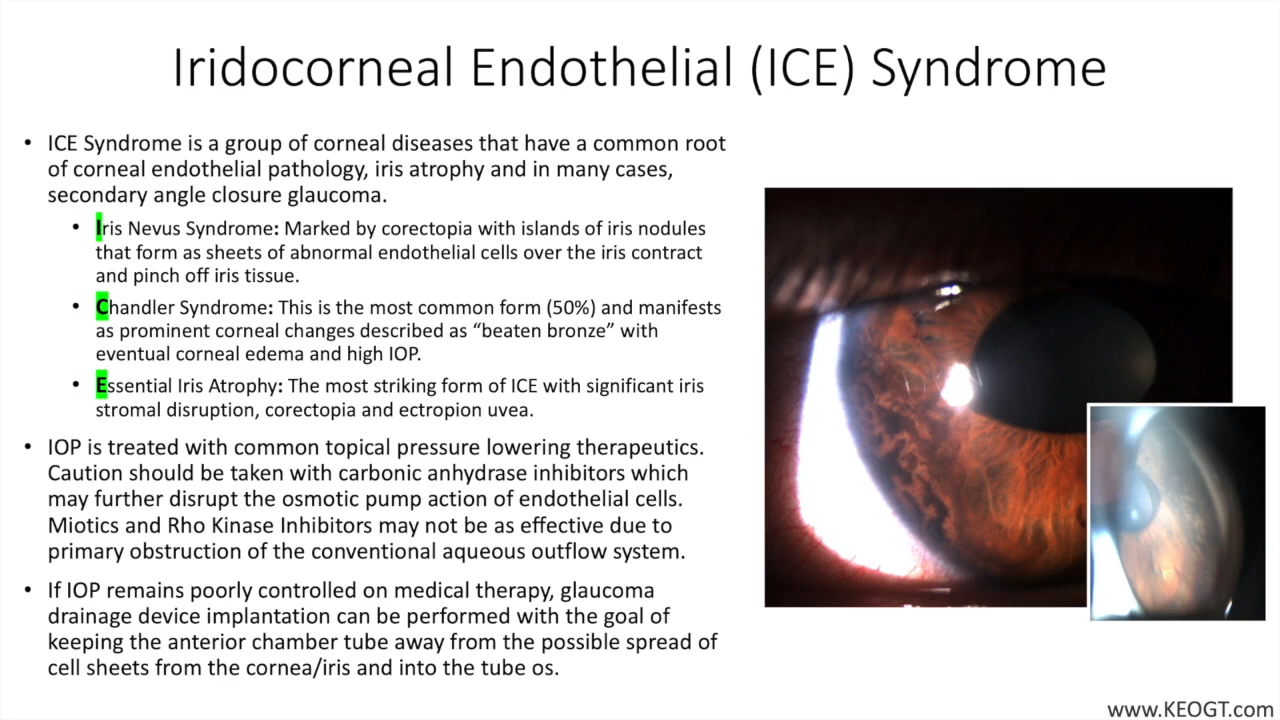 Iridocorneal Endothelial (ICE) Syndrome
• ICE Syndrome is a group of corneal diseases that have a common root
of corneal endothelial pathology, iris atrophy and in many cases,
secondary angle closure glaucoma.
• Iris Nevus Syndrome: Marked by corectopia with islands of iris nodules
that form as sheets of abnormal endothelial cells over the iris contract
and pinch off iris tissue.
• Chandler Syndrome: This is the most common form (50%) and manifests
as prominent corneal changes described as “beaten bronze” with
eventual corneal edema and high IOP.
• Essential Iris Atrophy: The most striking form of ICE with significant iris
stromal disruption, corectopia and ectropion uvea.
• IOP is treated with common topical pressure lowering therapeutics.
Caution should be taken with carbonic anhydrase inhibitors which
may further disrupt the osmotic pump action of endothelial cells.
Miotics and Rho Kinase Inhibitors may not be as effective due to
primary obstruction of the conventional aqueous outflow system.
• If IOP remains poorly controlled on medical therapy, glaucoma
drainage device implantation can be performed with the goal of
keeping the anterior chamber tube away from the possible spread of
cell sheets from the cornea/iris and into the tube os.
www.KEOGT.com